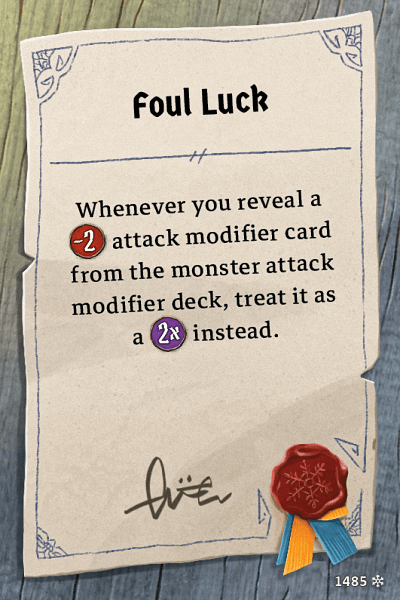 Foul Luck
Whenever you reveal a
-2 attack modifier card
from the monster attack
modifier deck, treat it as
a 2x instead.
1485